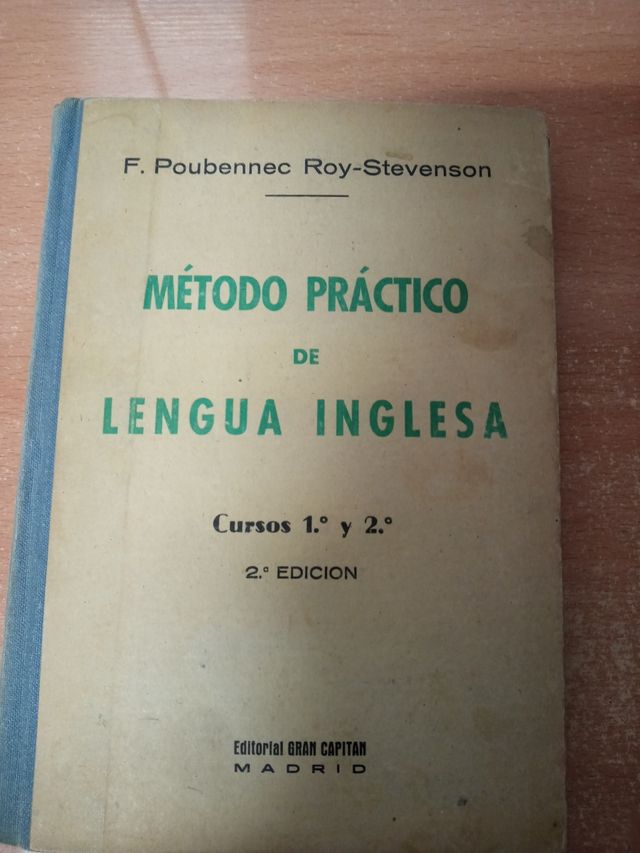 F. Poubennec Roy-Stevenson
MÉTODO PRÁCTICO
DE
LENGUA INGLESA
Cursos 1.º y 2.º
2.ª EDICION
Editorial GRAN CAPITAN
MADRID